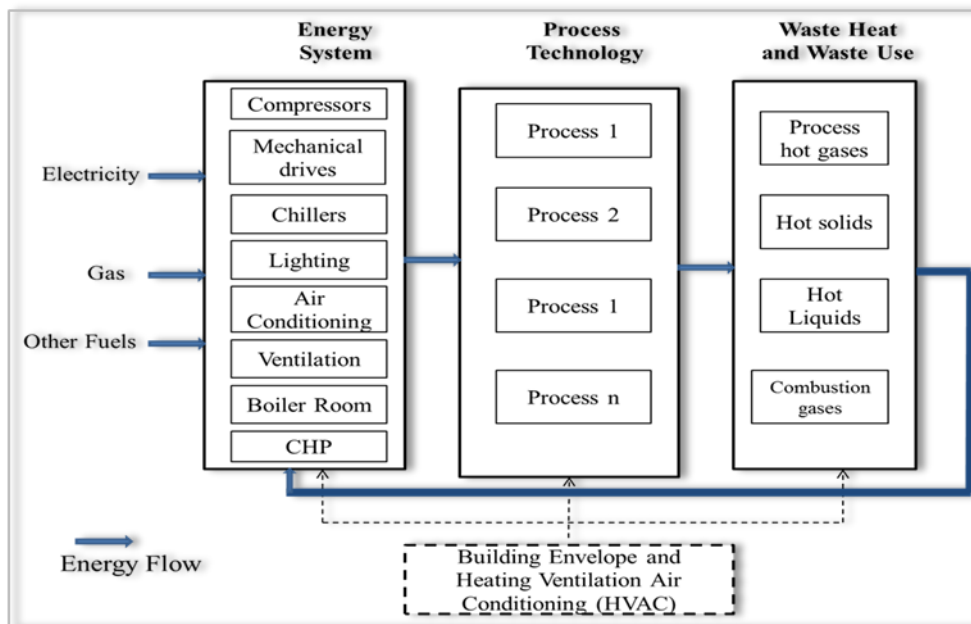 Energy
System
Process
Technology
Waste Heat
and Waste Use
Electricity
Gas
Other Fuels
Compressors
Mechanical
drives
Chillers
Lighting
Air
Conditioning
Ventilation
Boiler Room
CHP
Process 1
Process 2
Process 1
Process n
Process
hot gases
Hot solids
Hot
Liquids
Combustion
gases
Energy Flow
Building Envelope and
Heating Ventilation Air
Conditioning (HVAC)